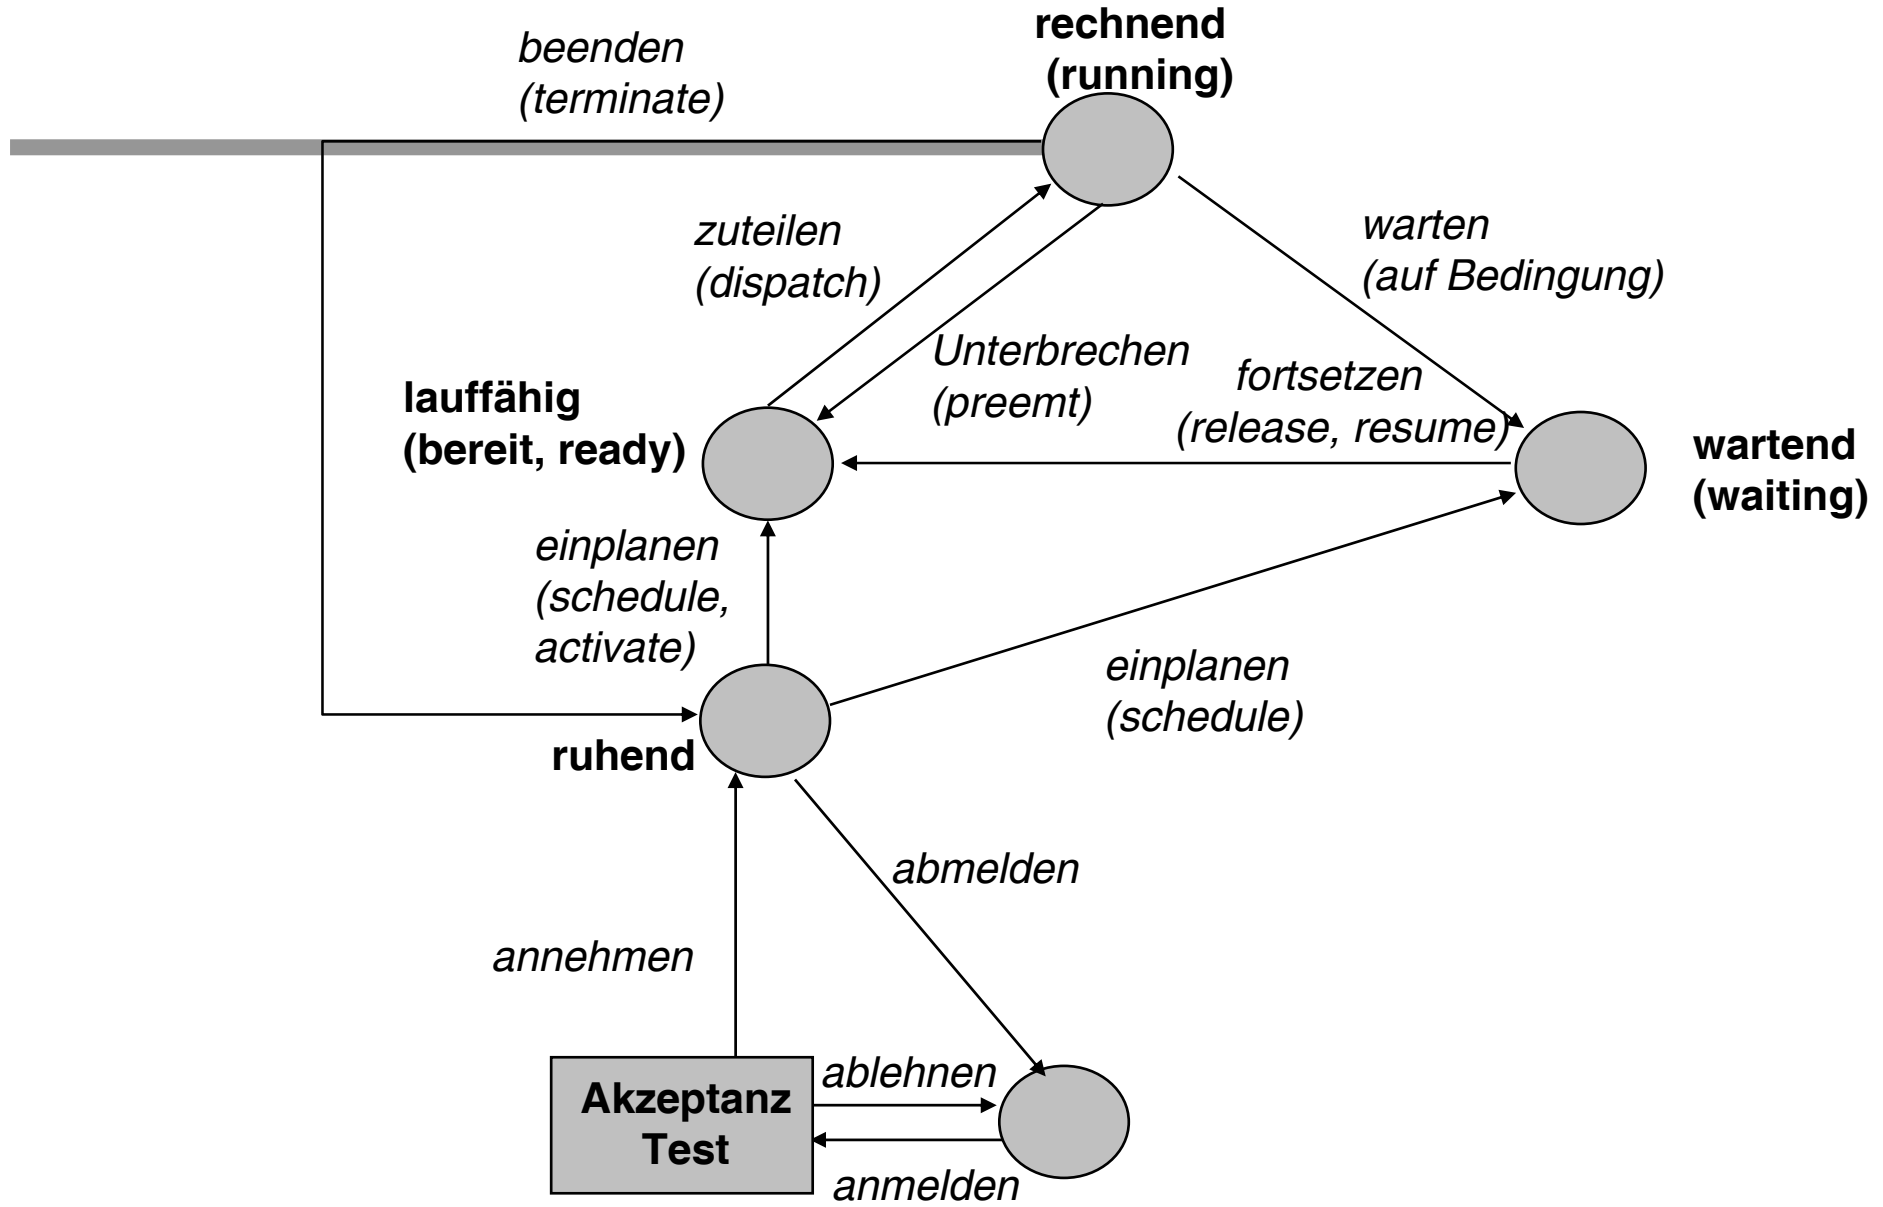 rechnend
(running)
beenden
(terminate)
zuteilen
(dispatch)
warten
(auf Bedingung)
Unterbrechen
(preemt)
fortsetzen
(release, resume)
lauffähig
(bereit, ready)
wartend
(waiting)
einplanen
(schedule,
activate)
einplanen
(schedule)
ruhend
abmelden
annehmen
Akzeptanz
Test
ablehnen
anmelden